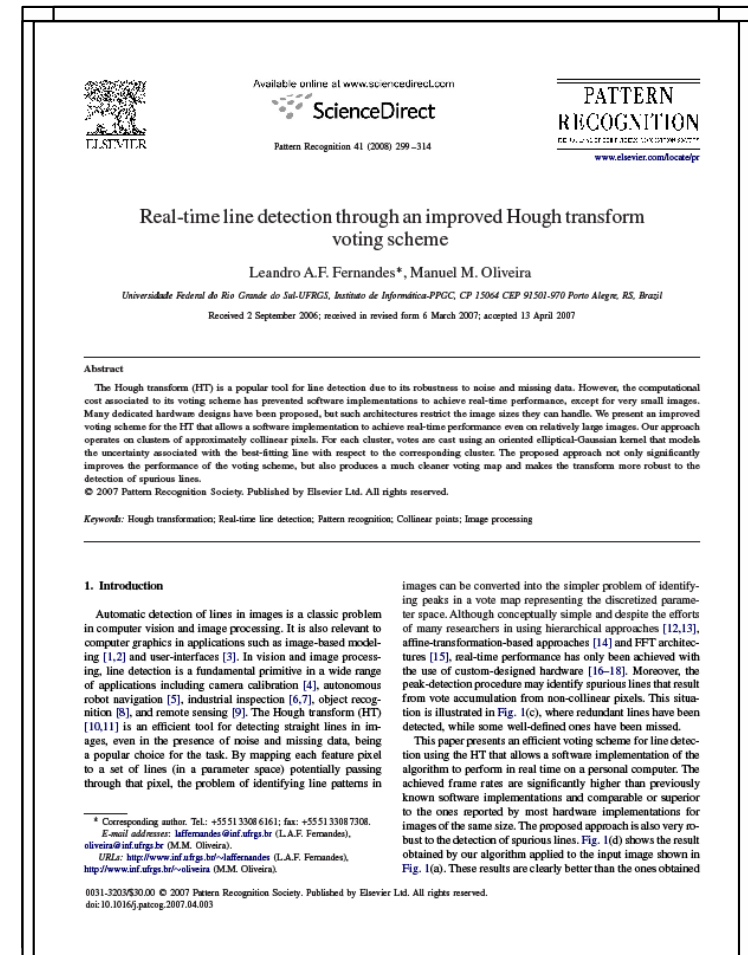 Available online at www.sciencedirect.com
ScienceDirect
ELSEVIER
Pattern Recognition 41 (2008) 299–314
PATTERN
RECOGNITION
www.elsevier.com/locate/pr
Real-time line detection through an improved Hough transform
voting scheme
Leandro A.F. Fernandes*, Manuel M. Oliveira
Universidade Federal do Rio Grande do Sul-UFRGS, Instituto de Informática-PPGC, CP 15064 CEP 91501-970 Porto Alegre, RS, Brazil
Received 2 September 2006; received in revised form 6 March 2007; accepted 13 April 2007
Abstract
The Hough transform (HT) is a popular tool for line detection due to its robustness to noise and missing data. However, the computational
cost associated to its voting scheme has prevented software implementations to achieve real-time performance, except for very small images.
Many dedicated hardware designs have been proposed, but such architectures restrict the image sizes they can handle. We present an improved
voting scheme for the HT that allows a software implementation to achieve real-time performance even on relatively large images. Our approach
operates on clusters of approximately collinear pixels. For each cluster, votes are cast using an oriented elliptical-Gaussian kernel that models
the uncertainty associated with the best-fitting line with respect to the corresponding cluster. The proposed approach not only significantly
improves the performance of the voting scheme, but also produces a much cleaner voting map and makes the transform more robust to the
detection of spurious lines.
© 2007 Pattern Recognition Society. Published by Elsevier Ltd. All rights reserved.
Keywords: Hough transformation; Real-time line detection; Pattern recognition; Collinear points; Image processing
1. Introduction
Automatic detection of lines in images is a classic problem
in computer vision and image processing. It is also relevant to
computer graphics in applications such as image-based model-
ing [1,2] and user-interfaces [3]. In vision and image process-
ing, line detection is a fundamental primitive in a wide range
of applications including camera calibration [4], autonomous
robot navigation [5], industrial inspection [6,7], object recog-
nition [8], and remote sensing [9]. The Hough transform (HT)
[10,11] is an efficient tool for detecting straight lines in im-
ages, even in the presence of noise and missing data, being
a popular choice for the task. By mapping each feature pixel
to a set of lines (in a parameter space) potentially passing
through that pixel, the problem of identifying line patterns in
* Corresponding author. Tel.: +55 51 3308 6161; fax: +55 51 3308 7308.
E-mail addresses: laffernandes@inf.ufrgs.br (L.A.F. Fernandes),
oliveira@inf.ufrgs.br (M.M. Oliveira).
URLs: http://www.inf.ufrgs.br/~laffernandes (L.A.F. Fernandes),
http://www.inf.ufrgs.br/~oliveira (M.M. Oliveira).
images can be converted into the simpler problem of identify-
ing peaks in a vote map representing the discretized parame-
ter space. Although conceptually simple and despite the efforts
of many researchers in using hierarchical approaches [12,13],
affine-transformation-based approaches [14] and FFT architec-
tures [15], real-time performance has only been achieved with
the use of custom-designed hardware [16–18]. Moreover, the
peak-detection procedure may identify spurious lines that result
from vote accumulation from non-collinear pixels. This situa-
tion is illustrated in Fig. 1(c), where redundant lines have been
detected, while some well-defined ones have been missed.
This paper presents an efficient voting scheme for line detec-
tion using the HT that allows a software implementation of the
algorithm to perform in real time on a personal computer. The
achieved frame rates are significantly higher than previously
known software implementations and comparable or superior
to the ones reported by most hardware implementations for
images of the same size. The proposed approach is also very ro-
bust to the detection of spurious lines. Fig. 1(d) shows the result
obtained by our algorithm applied to the input image shown in
Fig. 1(a). These results are clearly better than the ones obtained
0031-3203/$30.00 © 2007 Pattern Recognition Society. Published by Elsevier Ltd. All rights reserved.
doi:10.1016/j.patcog.2007.04.003